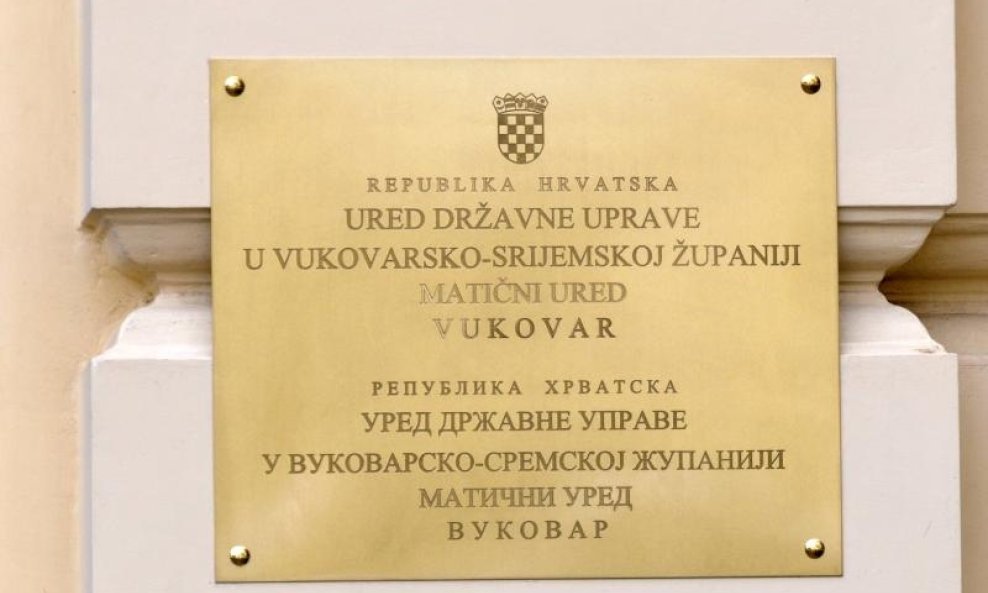 REPUBLIKA HRVATSKA
URED DRŽAVNE UPRAVE
U VUKOVARSKO-SRIJEMSKOJ ŽUPANIJI
MATIČNI URED
VUKOVAR
РЕПУБЛИКА ХРВАТСКА
УРЕД ДРЖАВНЕ УПРАВЕ
У ВУКОВАРСКО-СРЕМСКОЈ ЖУПАНИЈИ
МАТИЧНИ УРЕД
ВУКОВАР